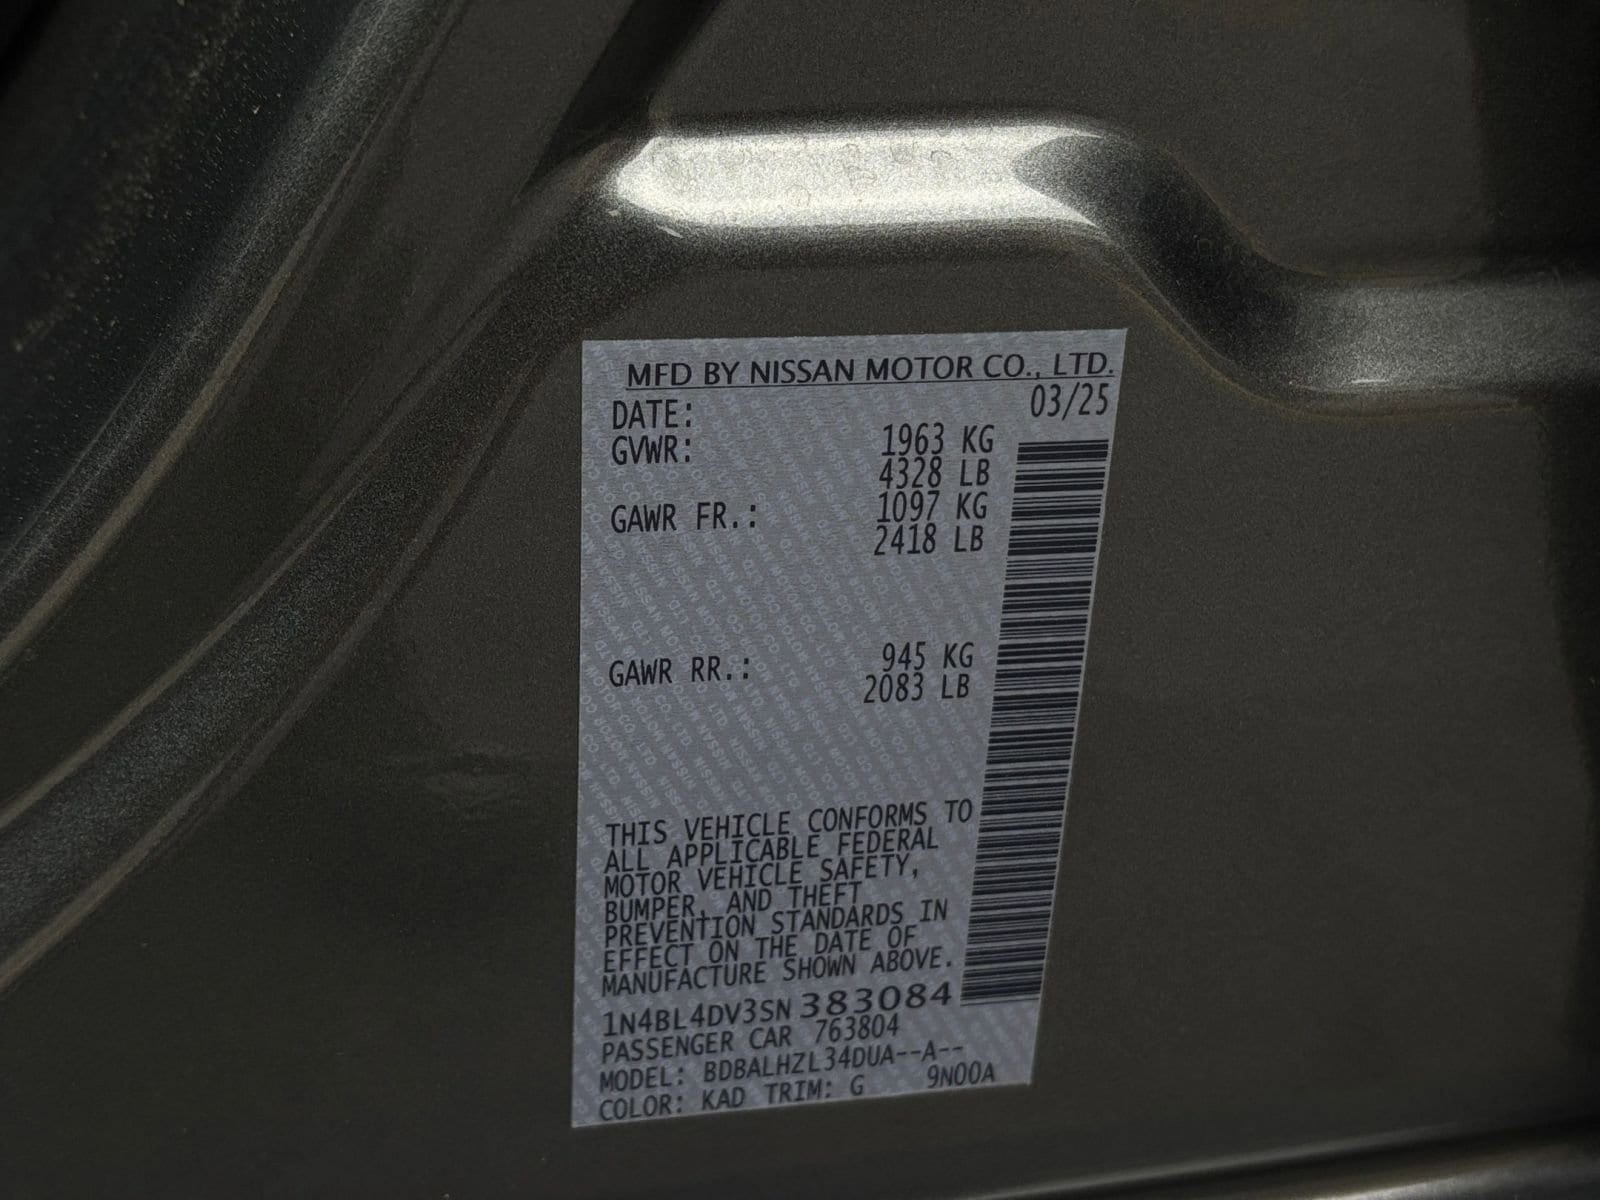 MFD BY NISSAN MOTOR CO., LTD.
DATE: 03/25
GVWR: 1963 KG
4328 LB
GAWR FR.: 1097 KG
2418 LB
GAWR RR.: 945 KG
2083 LB
THIS VEHICLE CONFORMS TO
ALL APPLICABLE FEDERAL
MOTOR VEHICLE SAFETY,
BUMPER, AND THEFT
PREVENTION STANDARDS IN
EFFECT ON THE DATE OF
MANUFACTURE SHOWN ABOVE.
1N4BL4DV3SN383084
PASSENGER CAR 763804
MODEL: BDBALHZL34DUA--A--
COLOR: KAD TRIM: G 9N00A